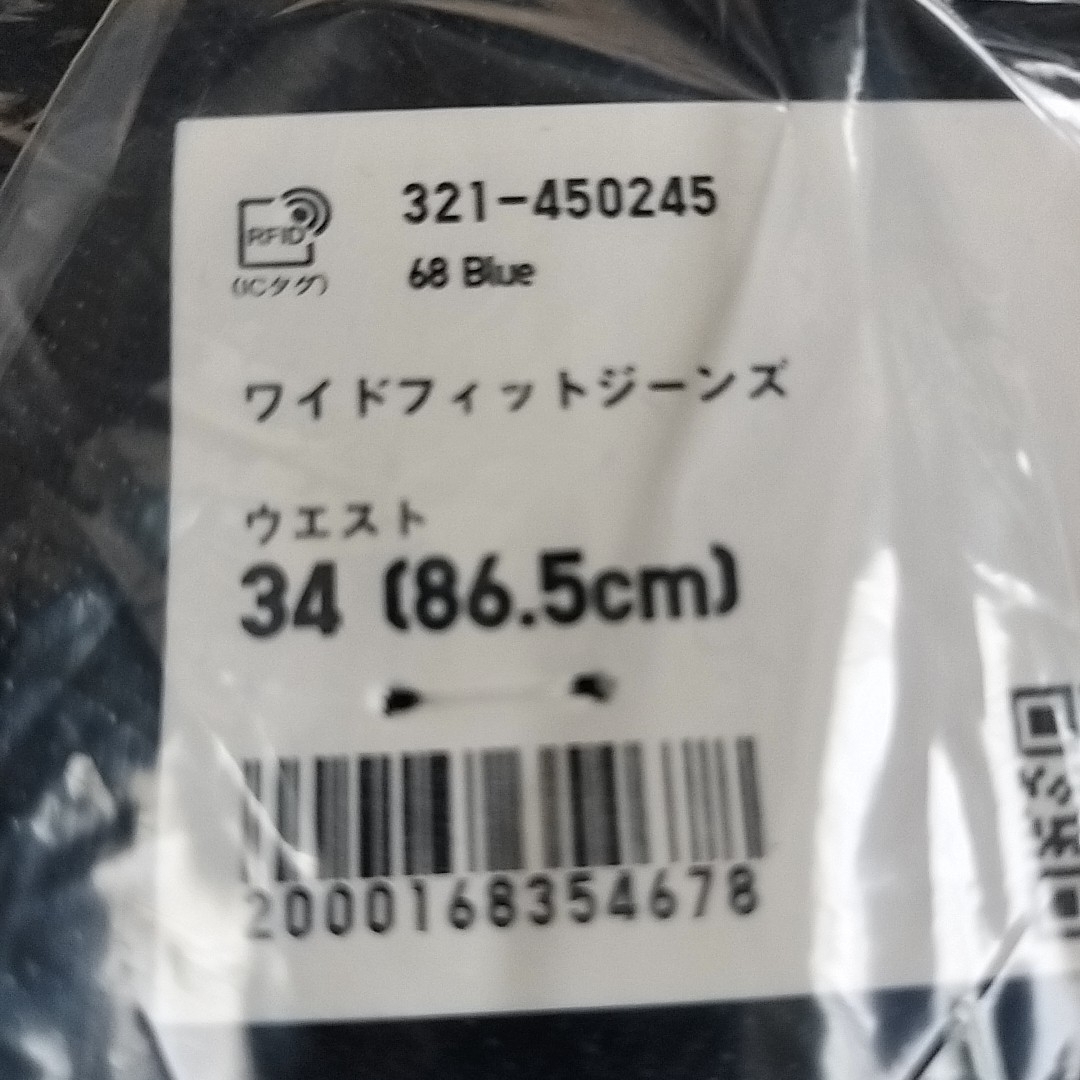 RFID
(ICタグ)
321-450245
68 Blue
ワイドフィットジーンズ
ウエスト
34 (86.5cm)
2000168354678